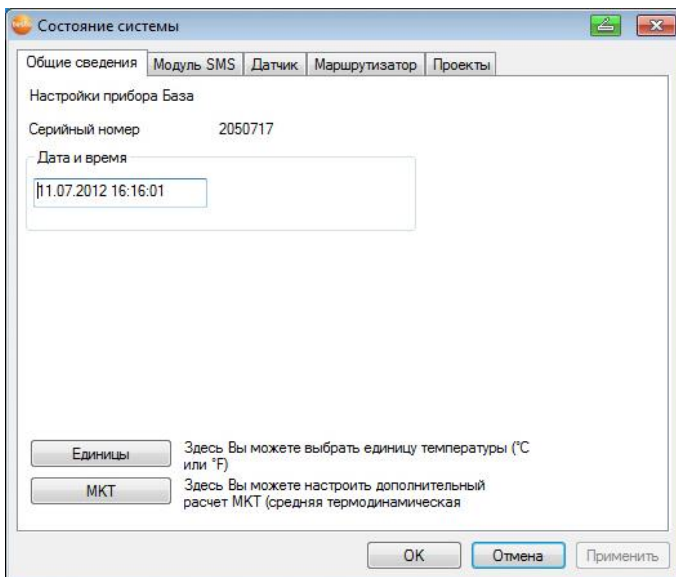 Состояние системы
Общие сведения Модуль SMS Датчик Маршрутизатор Проекты
Настройки прибора База
Серийный номер 2050717
Дата и время
11.07.2012 16:16:01
Единицы Здесь Вы можете выбрать единицу температуры (°C
или °F)
МКТ Здесь Вы можете настроить дополнительный
расчет МКТ (средняя термодинамическая
OK Отмена Применить